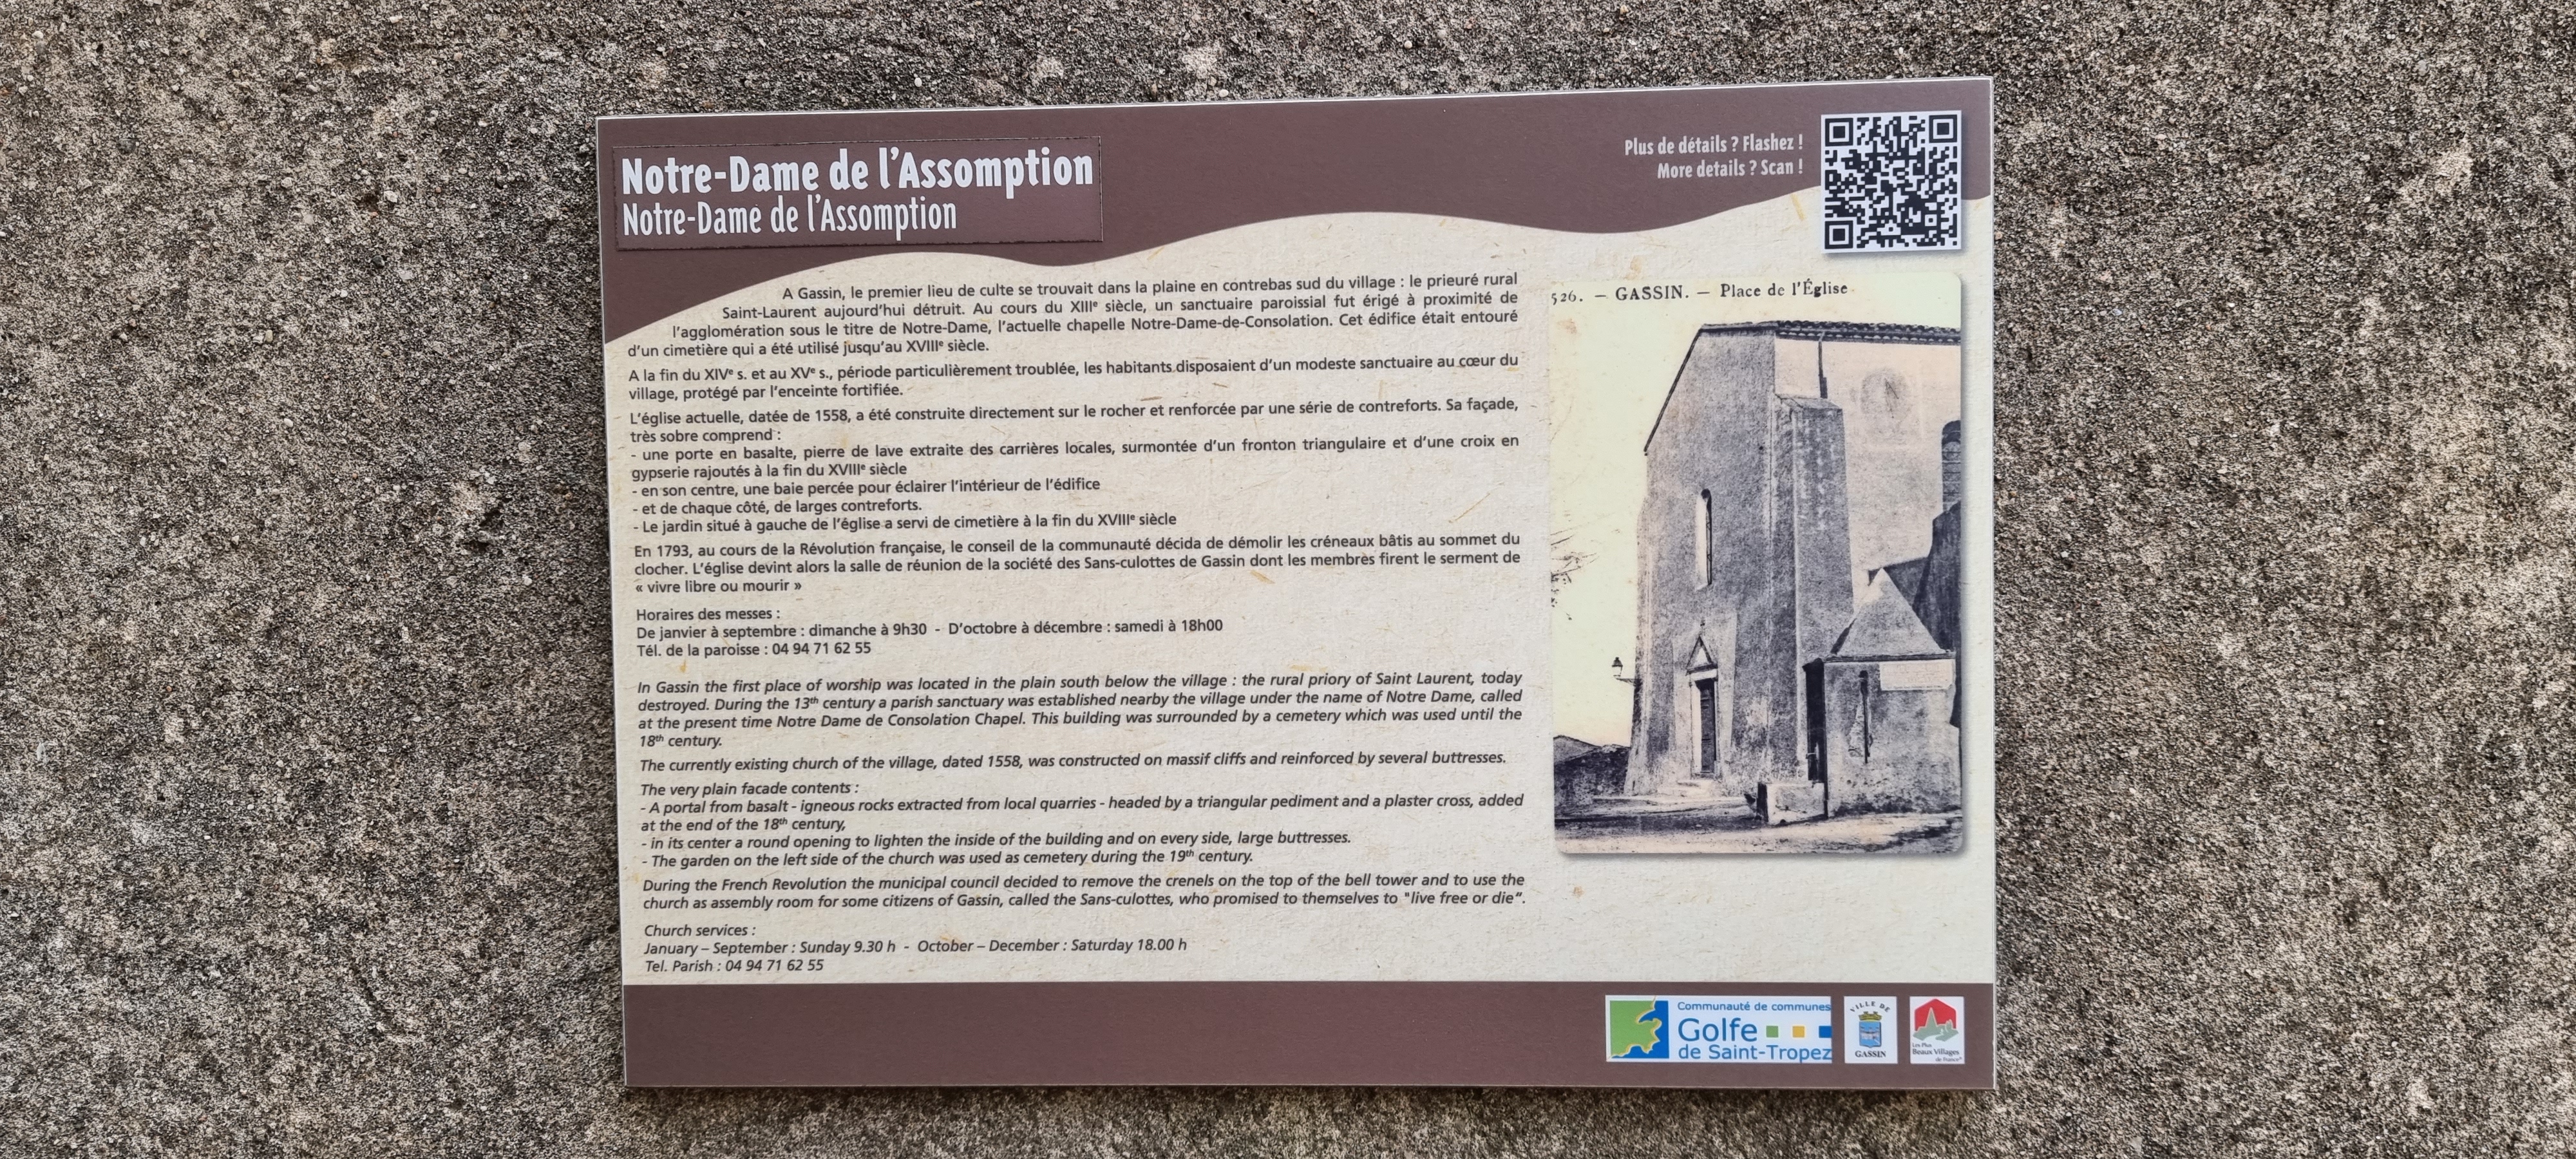 Notre-Dame de l'Assomption
Notre-Dame de l'Assomption
Plus de détails ? Flashez !
More details ? Scan !
A Gassin, le premier lieu de culte se trouvait dans la plaine en contrebas sud du village : le prieuré rural
Saint-Laurent aujourd'hui détruit. Au cours du XIIIe siècle, un sanctuaire paroissial fut érigé à proximité de
l'agglomération sous le titre de Notre-Dame, l'actuelle chapelle Notre-Dame-de-Consolation. Cet édifice était entouré
d'un cimetière qui a été utilisé jusqu'au XVIIIe siècle.
A la fin du XIVe s. et au XVe s., période particulièrement troublée, les habitants disposaient d'un modeste sanctuaire au cœur du
village, protégé par l'enceinte fortifiée.
L'église actuelle, datée de 1558, a été construite directement sur le rocher et renforcée par une série de contreforts. Sa façade,
très sobre comprend :
- une porte en basalte, pierre de lave extraite des carrières locales, surmontée d'un fronton triangulaire et d'une croix en
gypserie rajoutés à la fin du XVIIIe siècle
- en son centre, une baie percée pour éclairer l'intérieur de l'édifice
- et de chaque côté, de larges contreforts.
- Le jardin situé à gauche de l'église a servi de cimetière à la fin du XVIIIe siècle
En 1793, au cours de la Révolution française, le conseil de la communauté décida de démolir les créneaux bâtis au sommet du
clocher. L'église devint alors la salle de réunion de la société des Sans-culottes de Gassin dont les membres firent le serment de
« vivre libre ou mourir »
Horaires des messes :
De janvier à septembre : dimanche à 9h30 - D'octobre à décembre : samedi à 18h00
Tél. de la paroisse : 04 94 71 62 55
In Gassin the first place of worship was located in the plain south below the village : the rural priory of Saint Laurent, today
destroyed. During the 13th century a parish sanctuary was established nearby the village under the name of Notre Dame, called
at the present time Notre Dame de Consolation Chapel. This building was surrounded by a cemetery which was used until the
18th century.
The currently existing church of the village, dated 1558, was constructed on massif cliffs and reinforced by several buttresses.
The very plain facade contents :
- A portal from basalt - igneous rocks extracted from local quarries - headed by a triangular pediment and a plaster cross, added
at the end of the 18th century,
- in its center a round opening to lighten the inside of the building and on every side, large buttresses.
- The garden on the left side of the church was used as cemetery during the 19th century.
During the French Revolution the municipal council decided to remove the crenels on the top of the bell tower and to use the
church as assembly room for some citizens of Gassin, called the Sans-culottes, who promised to themselves to "live free or die".
Church services :
January – September : Sunday 9.30 h - October – December : Saturday 18.00 h
Tel. Parish : 04 94 71 62 55
526. — GASSIN. — Place de l'Église
Communauté de communes
Golfe
de Saint-Tropez
VILLE DE
GASSIN
Les Plus
Beaux Villages
de France